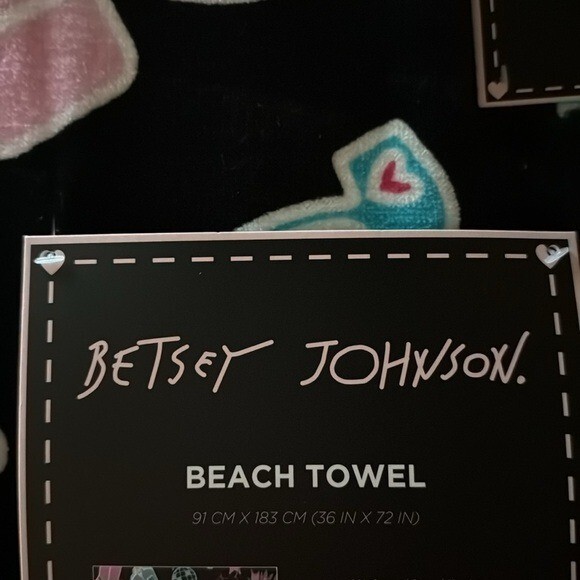 BETSEY JOHNSON.
BEACH TOWEL
91 CM X 183 CM (36 IN X 72 IN)